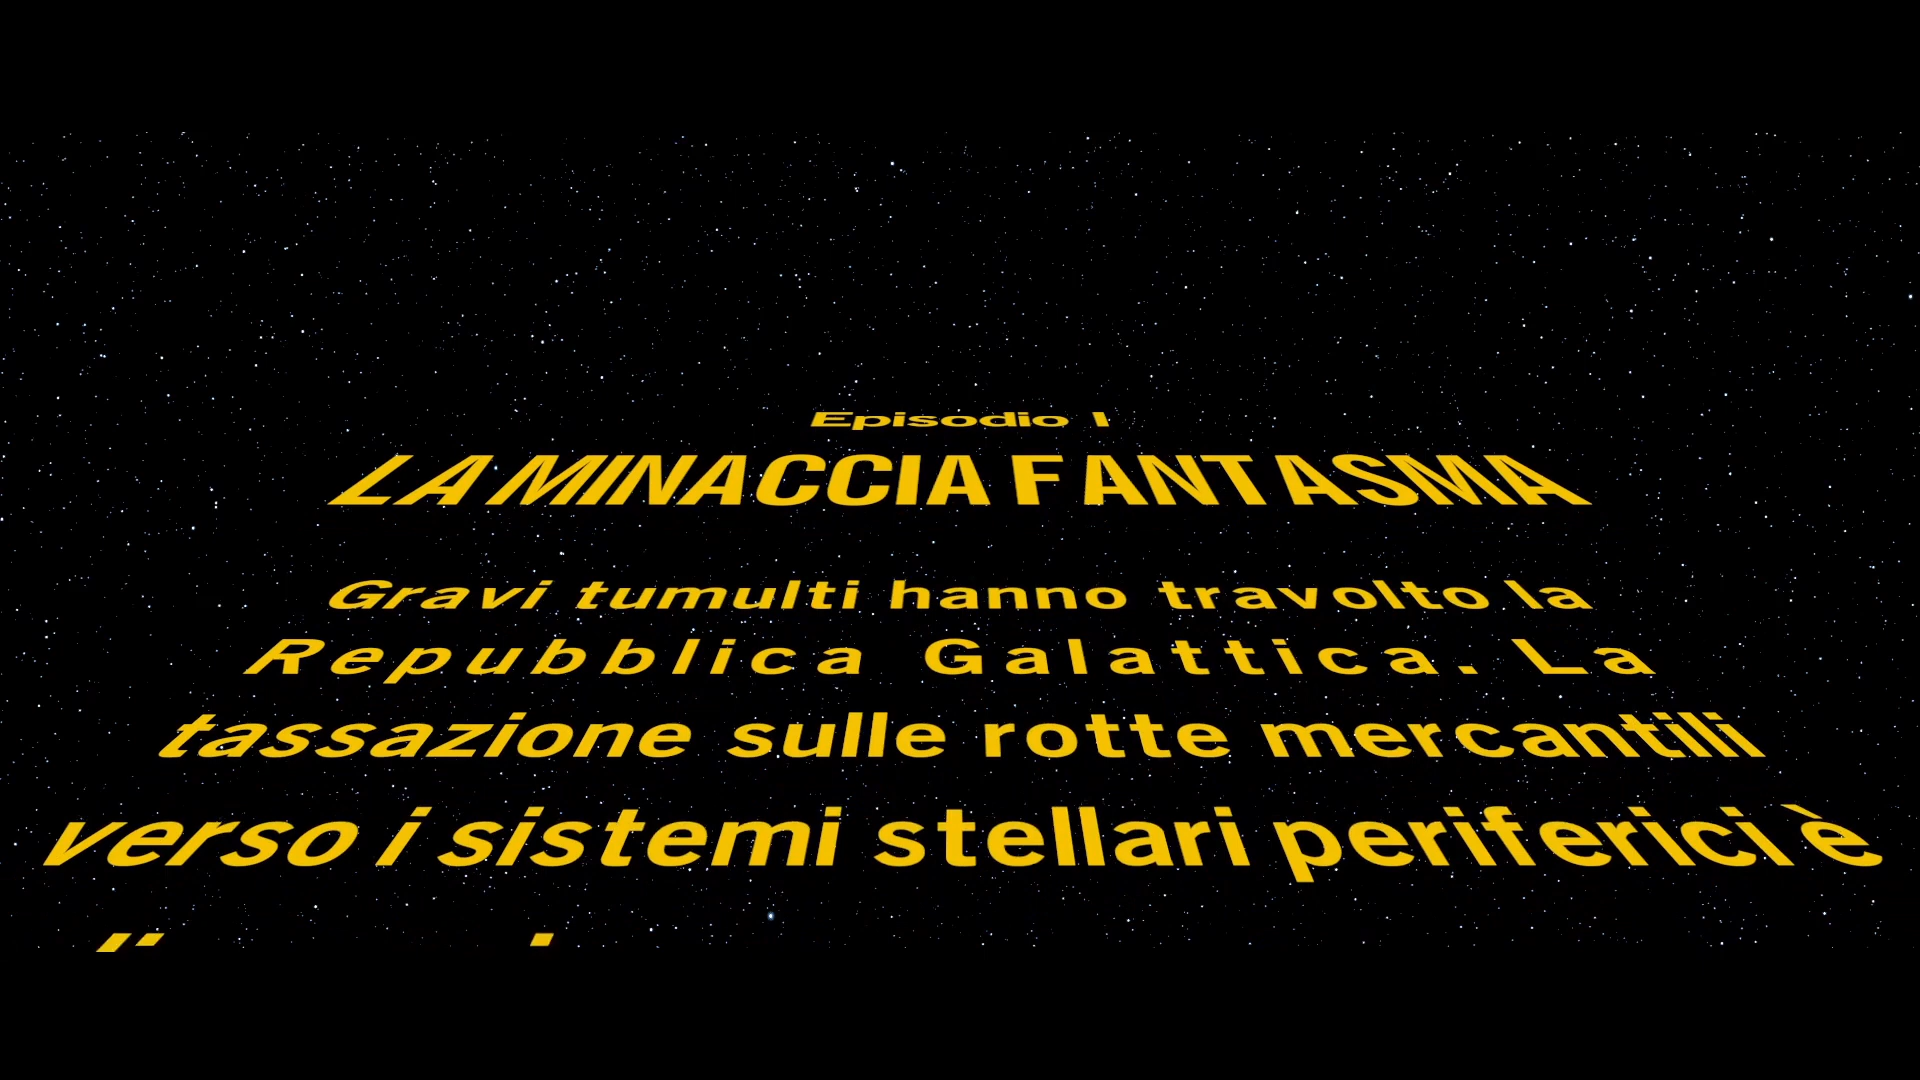 Episodio I
LA MINACCIA FANTASMA
Gravi tumulti hanno travolto la
Repubblica Galattica. La
tassazione sulle rotte mercantili
verso i sistemi stellari periferici è